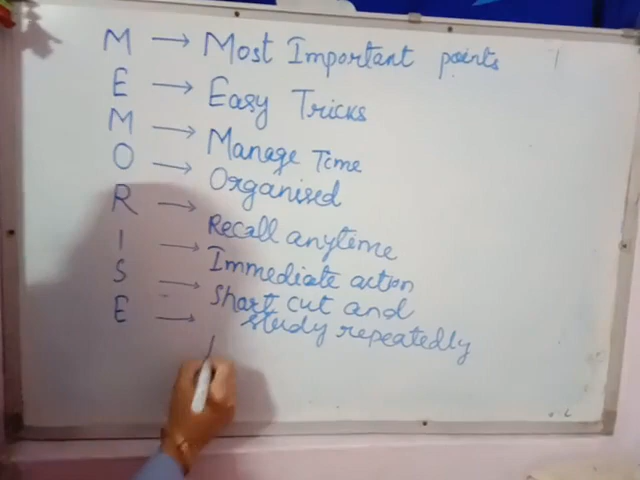 M → Most Important points
E → Easy Tricks
M → Manage Time
O → Organised
R → Recall anytime
I → Immediate action
S → Short cut and
study repeatedly
E →